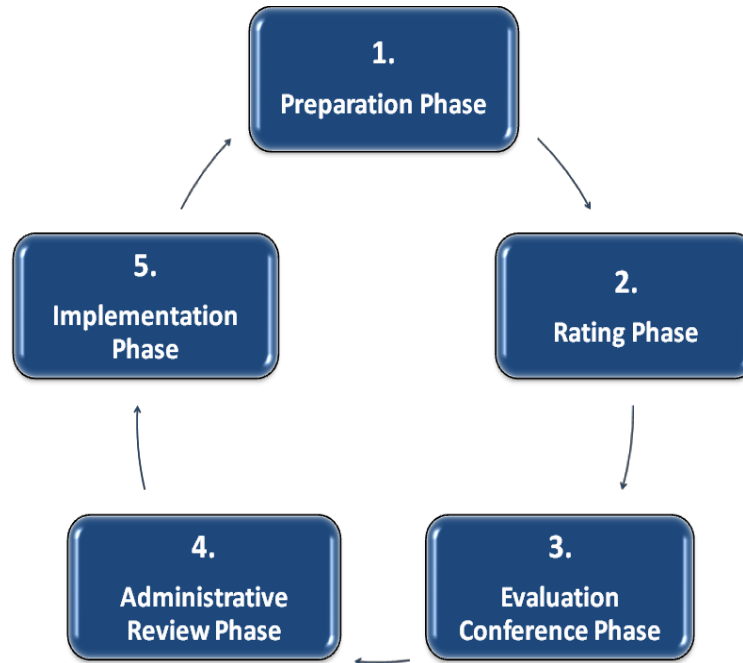 1.
Preparation Phase
2.
Rating Phase
3.
Evaluation
Conference Phase
4.
Administrative
Review Phase
5.
Implementation
Phase